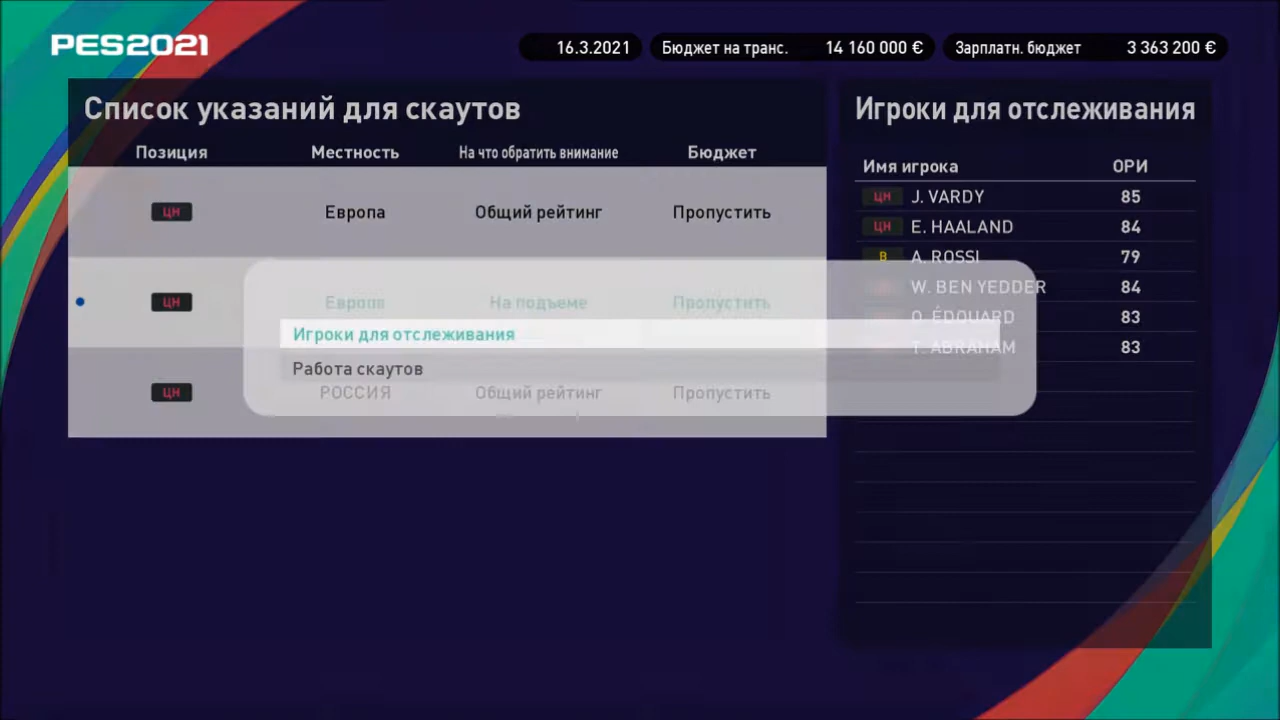 PES2021
16.3.2021 Бюджет на транс. 14 160 000 € Зарплатн. бюджет 3 363 200 €
Список указаний для скаутов
Позиция Местность На что обратить внимание Бюджет
ЦН Европа Общий рейтинг Пропустить
ЦН Европа На подъеме Пропустить
ЦН РОССИЯ Общий рейтинг Пропустить
Игроки для отслеживания
Работа скаутов
Игроки для отслеживания
Имя игрока ОРИ
ЦН J. VARDY 85
ЦН E. HAALAND 84
В A. ROSSI 79
W. BEN YEDDER 84
O. ÉDOUARD 83
T. ABRAHAM 83